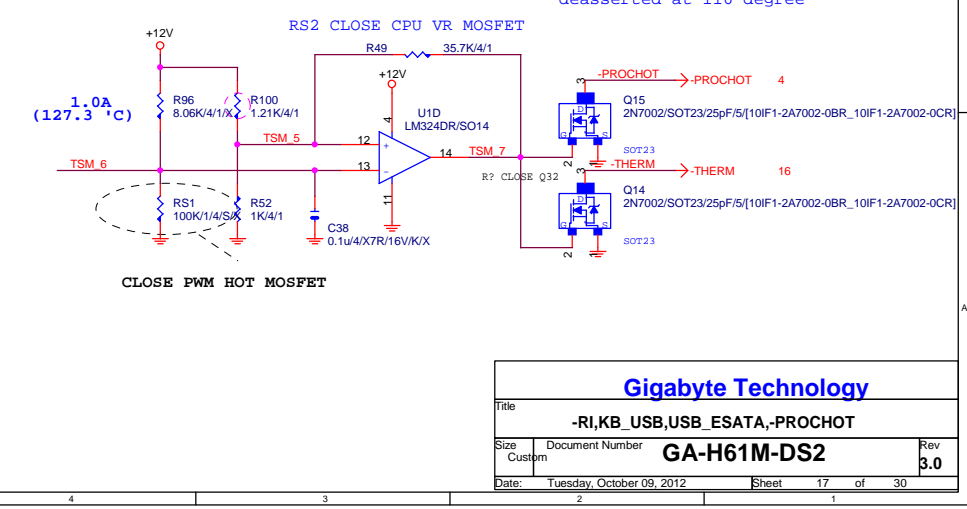 deasserted at 110 degree
RS2 CLOSE CPU VR MOSFET
+12V
R49
35.7K/4/1
+12V
1.0A
(127.3 'C)
R96
8.06K/4/1/X
R100
1.21K/4/1
U1D
LM324DR/SO14
4
TSM_5
12
+
TSM_6
13
-
14
TSM_7
11
R? CLOSE Q32
RS1
100K/1/4/S/X
R52
1K/4/1
C38
0.1u/4/X7R/16V/K/X
CLOSE PWM HOT MOSFET
3
-PROCHOT
-PROCHOT
4
Q15
2N7002/SOT23/25pF/5/[10IF1-2A7002-0BR_10IF1-2A7002-0CR]
D
G
S
SOT23
2
1
3
-THERM
-THERM
16
Q14
2N7002/SOT23/25pF/5/[10IF1-2A7002-0BR_10IF1-2A7002-0CR]
D
G
S
SOT23
2
1
A
Gigabyte Technology
Title
-RI,KB_USB,USB_ESATA,-PROCHOT
Size
Custom
Document Number
GA-H61M-DS2
Rev
3.0
Date:
Tuesday, October 09, 2012
Sheet
17
of
30
4
3
2
1